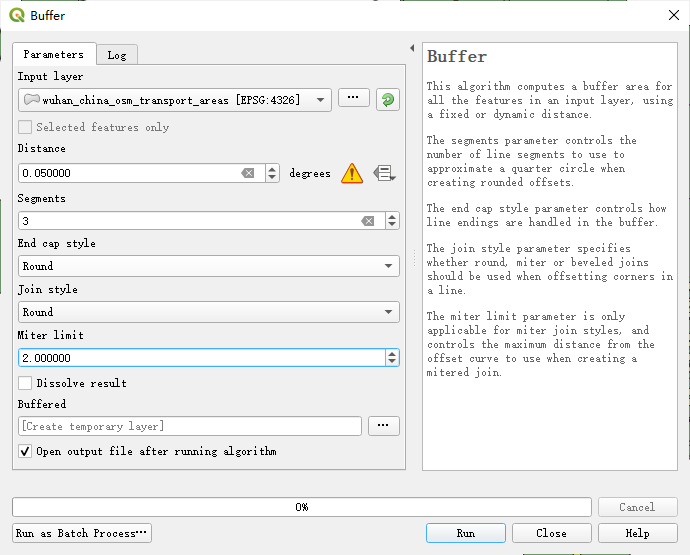 Buffer
Parameters
Log
Input layer
wuhan_china_osm_transport_areas [EPSG:4326]
...
Selected features only
Distance
0.050000
degrees
Segments
3
End cap style
Round
Join style
Round
Miter limit
2.000000
Dissolve result
Buffered
[Create temporary layer]
...
Open output file after running algorithm
Buffer
This algorithm computes a buffer area for
all the features in an input layer, using
a fixed or dynamic distance.
The segments parameter controls the
number of line segments to use to
approximate a quarter circle when
creating rounded offsets.
The end cap style parameter controls how
line endings are handled in the buffer.
The join style parameter specifies
whether round, miter or beveled joins
should be used when offsetting corners in
a line.
The miter limit parameter is only
applicable for miter join styles, and
controls the maximum distance from the
offset curve to use when creating a
mitered join.
0%
Cancel
Run as Batch Process…
Run
Close
Help